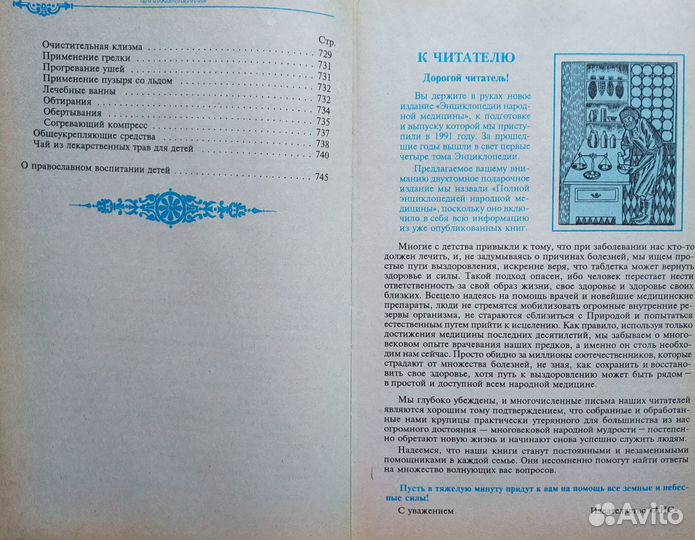 Стр.
Очистительная клизма 729
Применение грелки 731
Прогревание ушей 731
Применение пузыря со льдом 732
Лечебные ванны 732
Обтирания 734
Обертывания 735
Согревающий компресс 737
Общеукрепляющие средства 738
Чай из лекарственных трав для детей 740
О православном воспитании детей 745
К ЧИТАТЕЛЮ
Дорогой читатель!
Вы держите в руках новое
издание «Энциклопедии народ-
ной медицины», к подготовке
и выпуску которой мы присту-
пили в 1991 году. За прошед-
шие годы вышли в свет первые
четыре тома Энциклопедии.
Предлагаемое вашему вни-
манию двухтомное подарочное
издание мы назвали «Полной
энциклопедией народной ме-
дицины», поскольку оно вклю-
чило в себя всю информацию
из уже опубликованных книг.
Многие с детства привыкли к тому, что при заболевании нас кто-то
должен лечить, и, не задумываясь о причинах болезней, мы ищем про-
стые пути выздоровления, искренне веря, что таблетка может вернуть
здоровье и силы. Такой подход опасен, ибо человек перестает нести
ответственность за свой образ жизни, свое здоровье и здоровье своих
близких. Всецело надеясь на помощь врачей и новейшие медицинские
препараты, люди не стремятся мобилизовать огромные внутренние ре-
зервы организма, не стараются сблизиться с Природой и попытаться
естественным путем прийти к исцелению. Как правило, используя только
достижения медицины последних десятилетий, мы забываем о много-
вековом опыте врачевания наших предков, а именно он столь необхо-
дим нам сейчас. Просто обидно за миллионы соотечественников, которые
страдают от множества болезней, не зная, как сохранить и восстано-
вить свое здоровье, хотя путь к выздоровлению может быть рядом —
в простой и доступной всем народной медицине.
Мы глубоко убеждены, и многочисленные письма наших читателей
являются хорошим тому подтверждением, что собранные и обработан-
ные нами крупицы практически утерянного для большинства из нас
огромного достояния — многовековой народной мудрости — постепен-
но обретают новую жизнь и начинают снова успешно служить людям.
Надеемся, что наши книги станут постоянными и незаменимыми
помощниками в каждой семье. Они несомненно помогут найти ответы
на множество волнующих вас вопросов.
Пусть в тяжелую минуту придут к вам на помощь все земные и небес-
ные силы!
С уважением Издательство
Avito